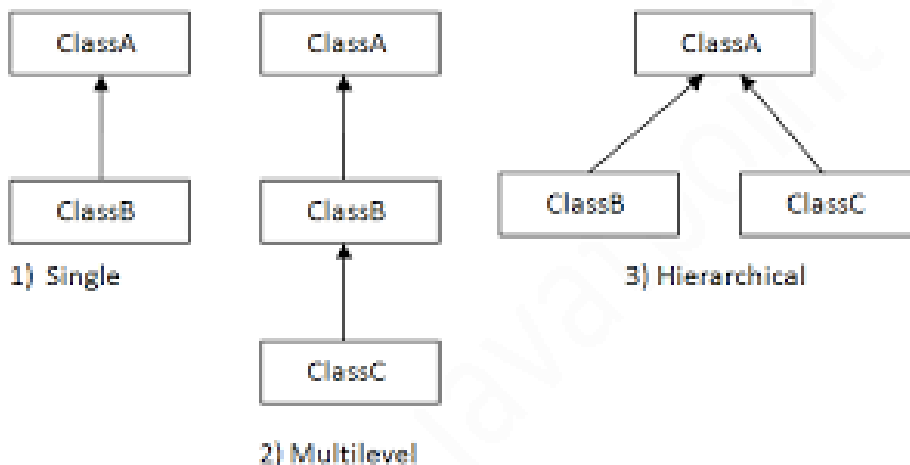 ClassA
ClassB
1) Single
ClassA
ClassB
ClassC
2) Multilevel
ClassA
ClassB
ClassC
3) Hierarchical